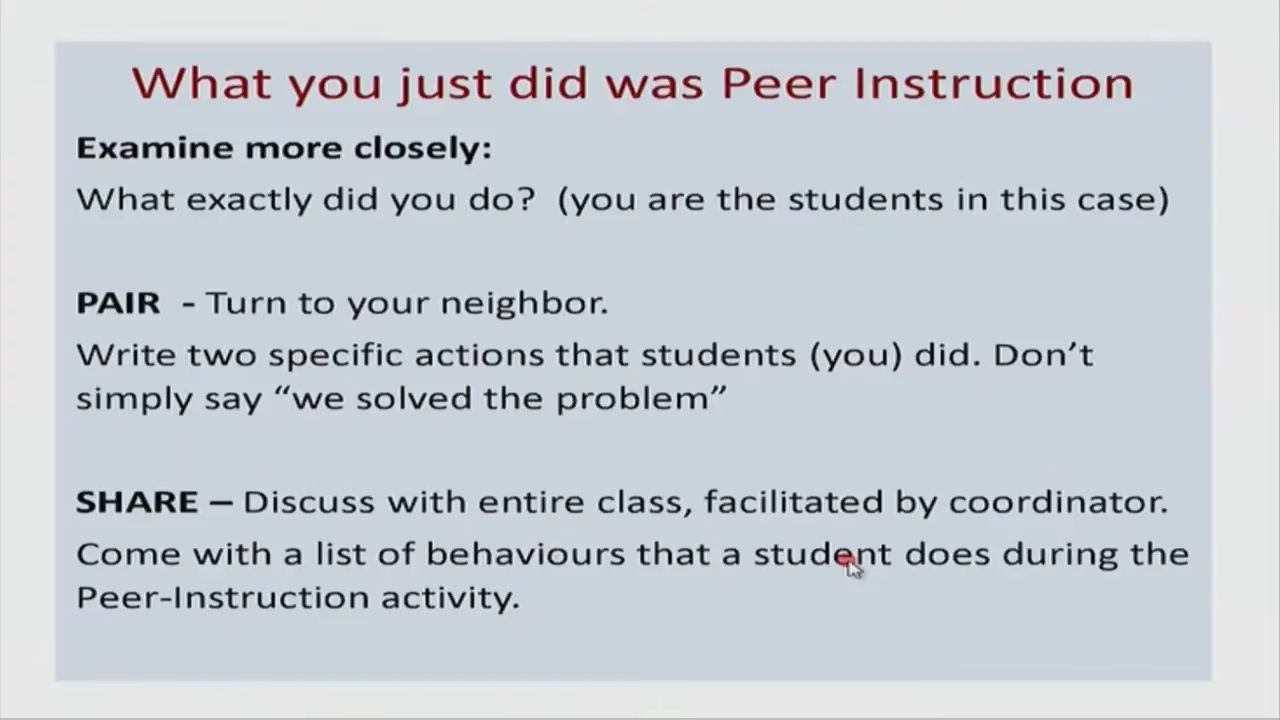 What you just did was Peer Instruction
Examine more closely:
What exactly did you do?  (you are the students in this case)
PAIR  - Turn to your neighbor.
Write two specific actions that students (you) did. Don’t
simply say “we solved the problem”
SHARE – Discuss with entire class, facilitated by coordinator.
Come with a list of behaviours that a student does during the
Peer-Instruction activity.